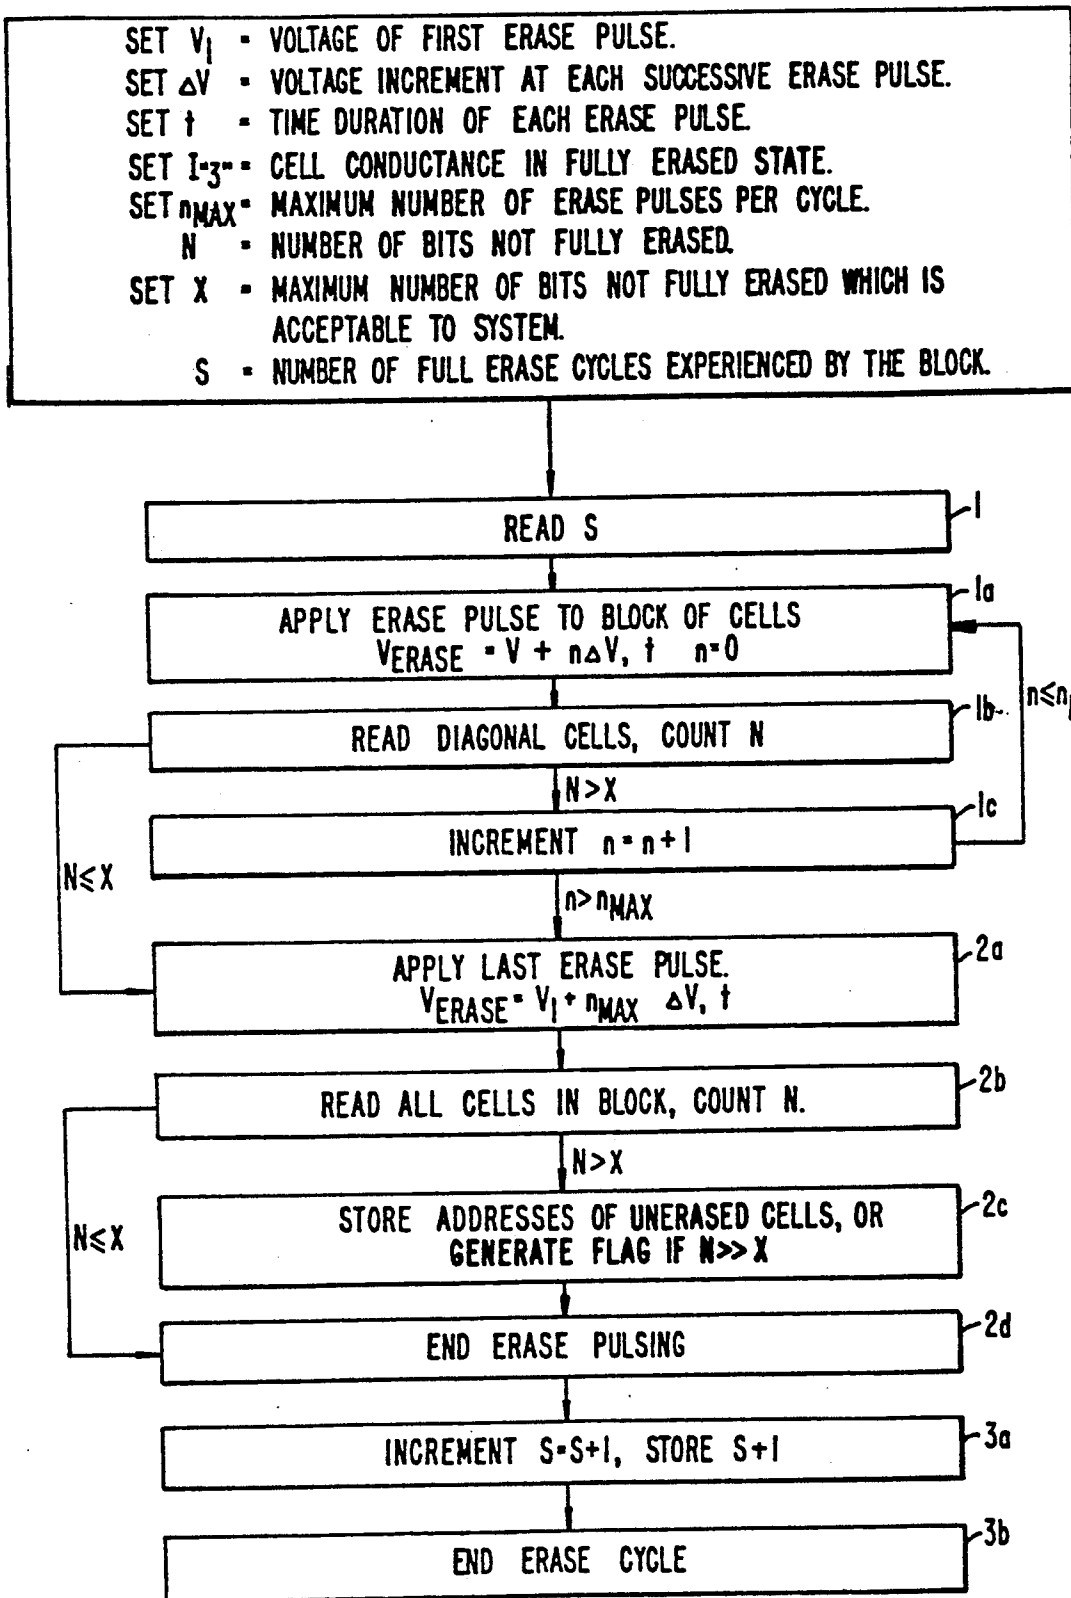 SET V1 = VOLTAGE OF FIRST ERASE PULSE.
SET ΔV = VOLTAGE INCREMENT AT EACH SUCCESSIVE ERASE PULSE.
SET t = TIME DURATION OF EACH ERASE PULSE.
SET I"3" = CELL CONDUCTANCE IN FULLY ERASED STATE.
SET nMAX = MAXIMUM NUMBER OF ERASE PULSES PER CYCLE.
N = NUMBER OF BITS NOT FULLY ERASED.
SET X = MAXIMUM NUMBER OF BITS NOT FULLY ERASED WHICH IS
ACCEPTABLE TO SYSTEM.
S = NUMBER OF FULL ERASE CYCLES EXPERIENCED BY THE BLOCK.
READ S
1
APPLY ERASE PULSE TO BLOCK OF CELLS
VERASE = V + nΔV, t n=0
1a
n≤n
READ DIAGONAL CELLS, COUNT N
1b
N>X
INCREMENT n=n+1
1c
N≤X
n>nMAX
APPLY LAST ERASE PULSE.
VERASE = V1 + nMAX ΔV, t
2a
READ ALL CELLS IN BLOCK, COUNT N.
2b
N>X
STORE ADDRESSES OF UNERASED CELLS, OR
GENERATE FLAG IF N>>X
2c
N≤X
END ERASE PULSING
2d
INCREMENT S=S+1, STORE S+1
3a
END ERASE CYCLE
3b